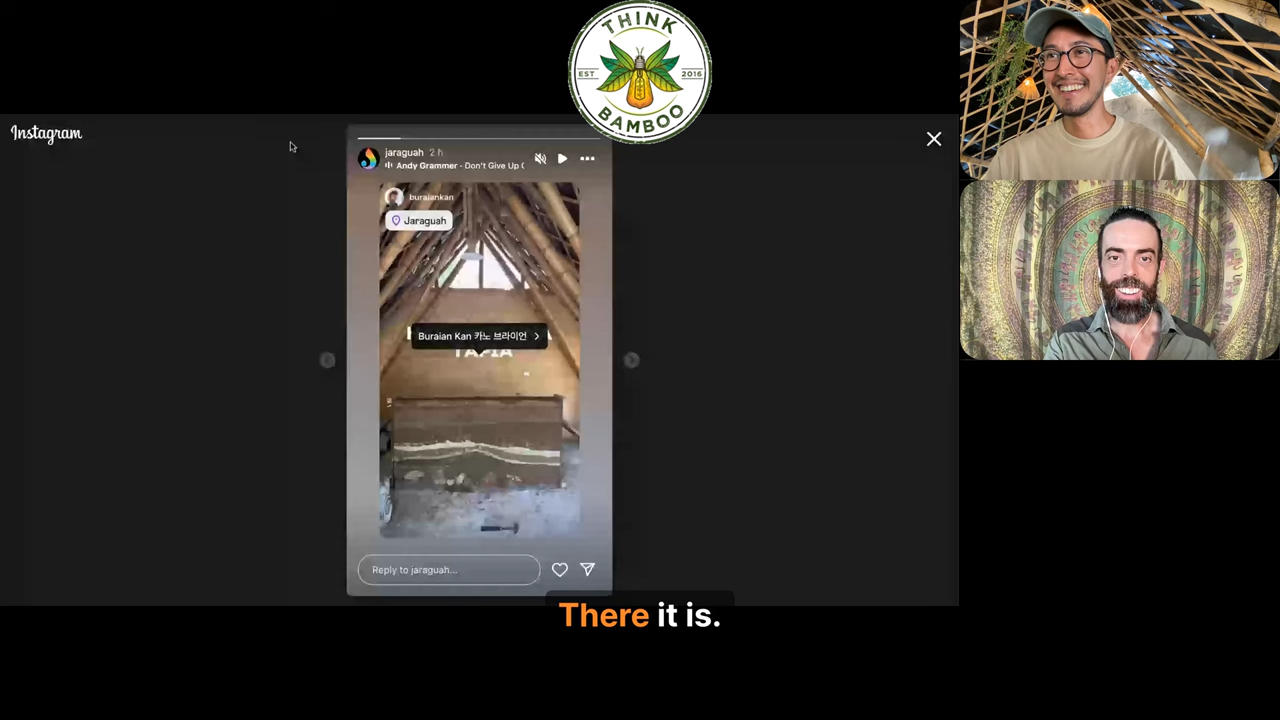 THINK
EST 2016
BAMBOO
Instagram
jaraguah 2 h
Andy Grammer - Don't Give Up
buraiankan
Jaraguah
Buraian Kan 카노 브라이언
TAPIA
Reply to jaraguah...
There it is.